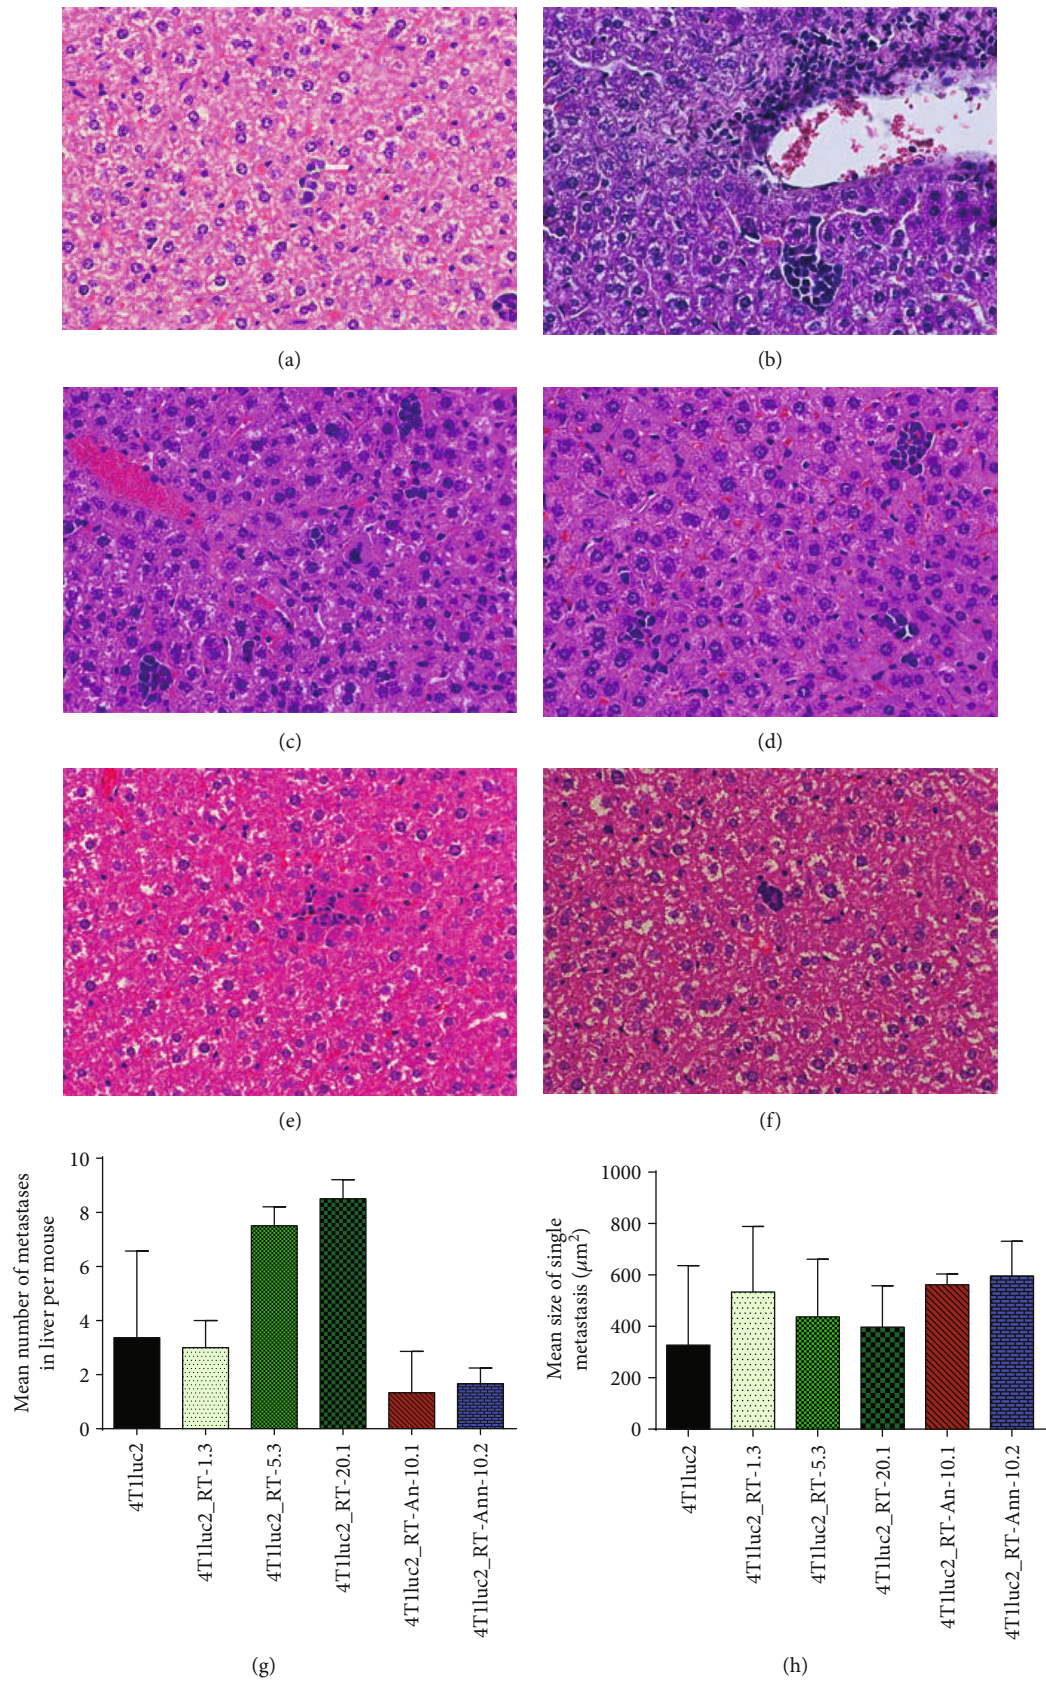 (a)
(b)
(c)
(d)
(e)
(f)
Mean number of metastases
in liver per mouse
10
8
6
4
2
0
4T1luc2
4T1luc2_RT-1.3
4T1luc2_RT-5.3
4T1luc2_RT-20.1
4T1luc2_RT-An-10.1
4T1luc2_RT-Ann-10.2
(g)
Mean size of single
metastasis (μm²)
1000
800
600
400
200
0
4T1luc2
4T1luc2_RT-1.3
4T1luc2_RT-5.3
4T1luc2_RT-20.1
4T1luc2_RT-An-10.1
4T1luc2_RT-Ann-10.2
(h)